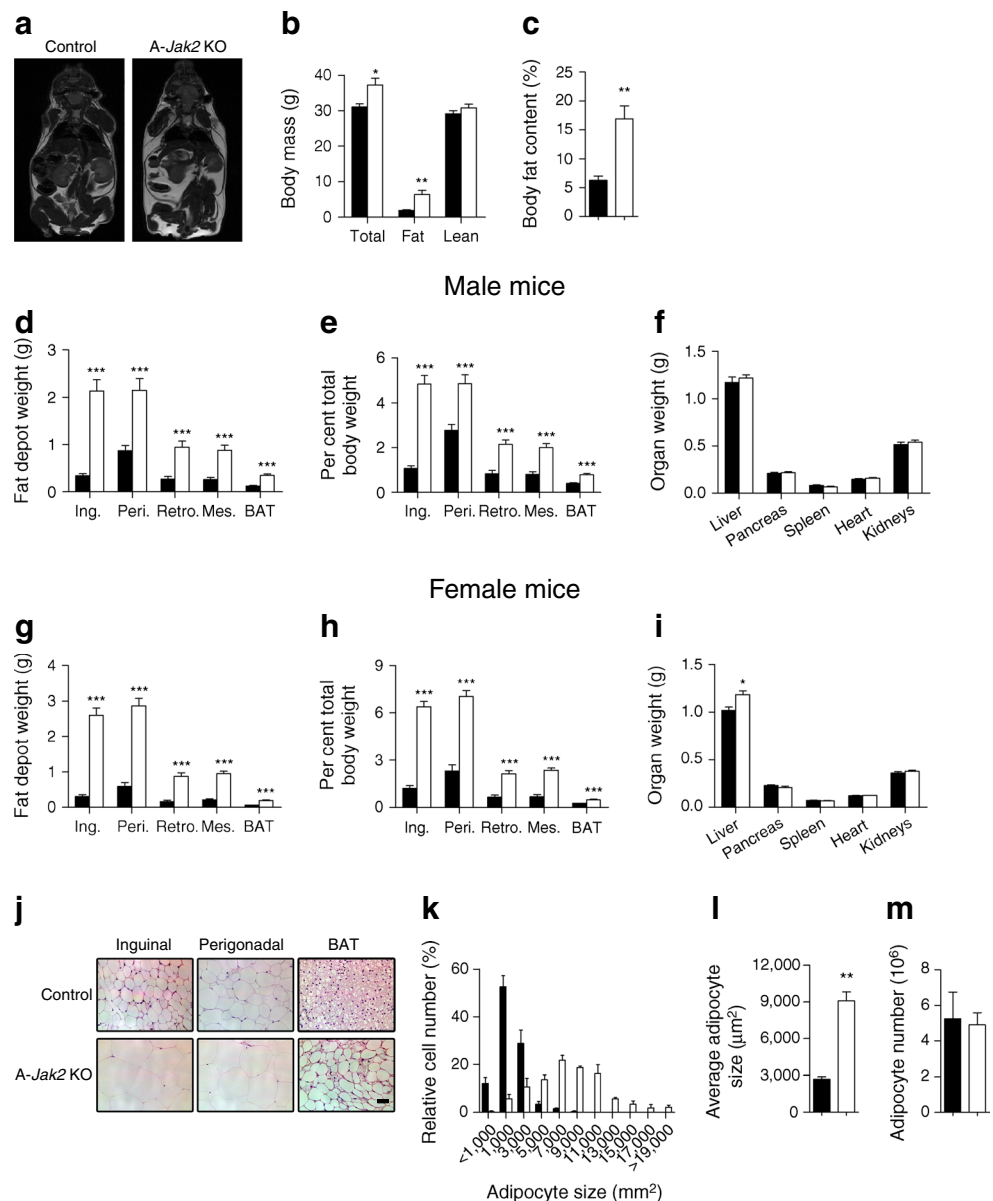 a
Control
A-Jak2 KO
b
Body mass (g)
40
30
20
10
0
*
**
Total Fat Lean
c
Body fat content (%)
25
20
15
10
5
0
**
Male mice
d
Fat depot weight (g)
3
2
1
0
*** *** *** *** ***
Ing. Peri. Retro. Mes. BAT
e
Per cent total
body weight
6
4
2
0
*** *** *** *** ***
Ing. Peri. Retro. Mes. BAT
f
Organ weight (g)
1.5
1.0
0.5
0.0
Liver Pancreas Spleen Heart Kidneys
Female mice
g
Fat depot weight (g)
4
3
2
1
0
*** *** *** *** ***
Ing. Peri. Retro. Mes. BAT
h
Per cent total
body weight
9
6
3
0
*** *** *** *** ***
Ing. Peri. Retro. Mes. BAT
i
Organ weight (g)
1.5
1.0
0.5
0.0
*
Liver Pancreas Spleen Heart Kidneys
j
Inguinal Perigonadal BAT
Control
A-Jak2 KO
k
Relative cell number (%)
60
40
20
0
<1,000 1,000 3,000 5,000 7,000 9,000 11,000 13,000 15,000 17,000 >19,000
Adipocyte size (mm²)
l
Average adipocyte
size (µm²)
12,000
9,000
6,000
3,000
0
**
m
Adipocyte number (10⁶)
8
6
4
2
0